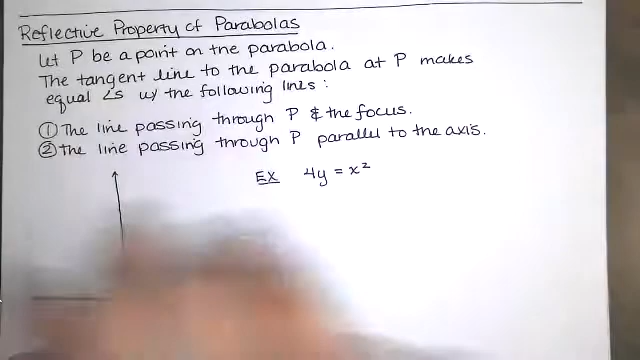 Reflective Property of Parabolas
Let P be a point on the parabola.
The tangent line to the parabola at P makes
equal ∠s w/ the following lines:
① The line passing through P & the focus.
② the line passing through P parallel to the axis.
EX 4y = x²